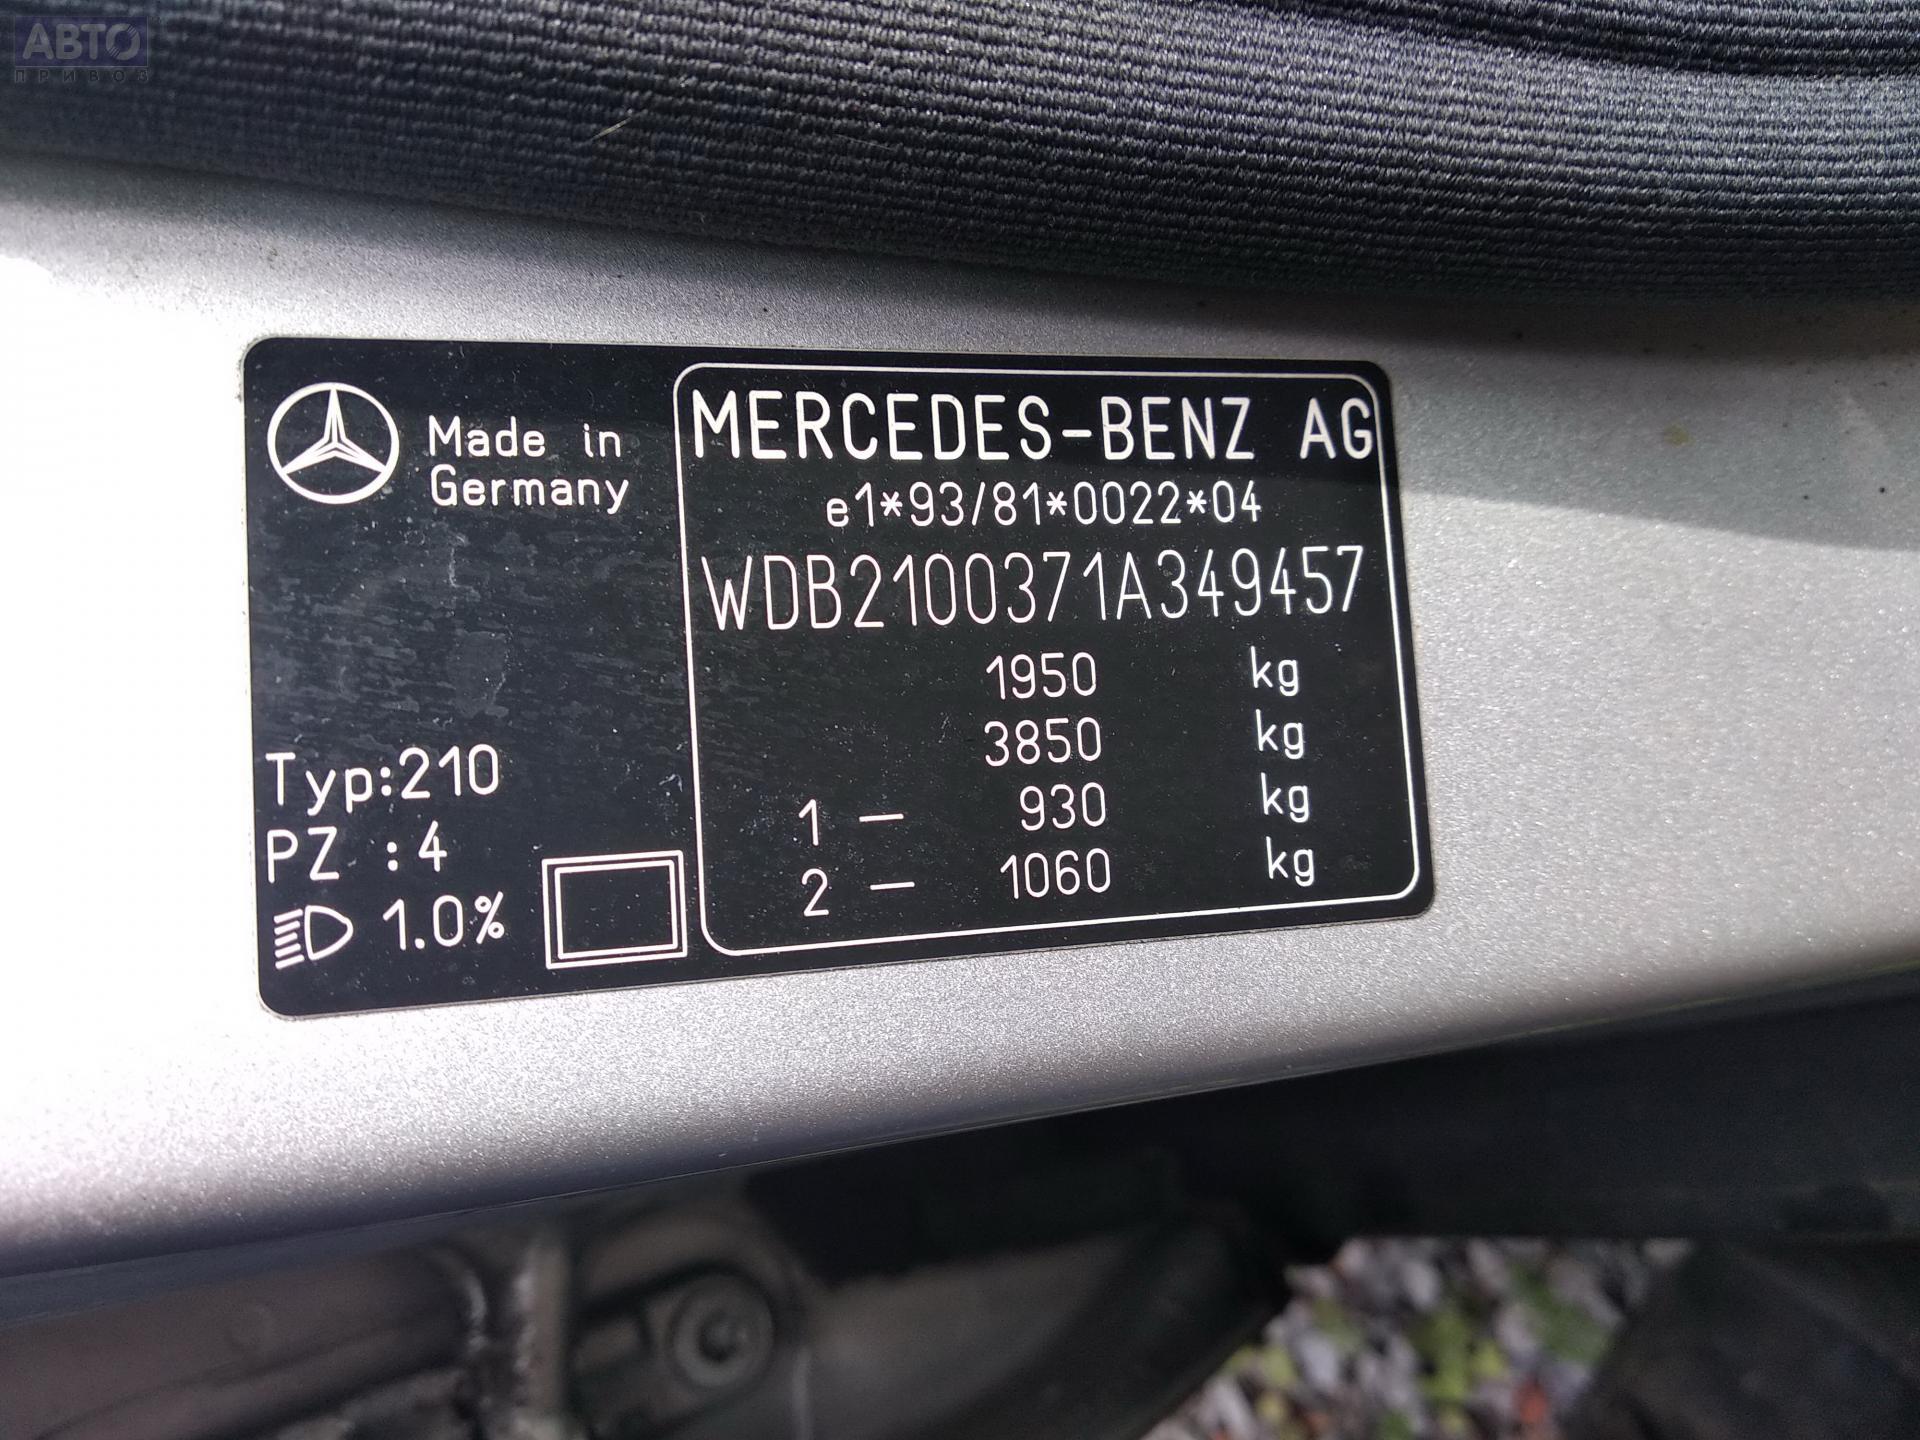 АВТО
ПРИВОЗ
Made in
Germany
Typ:210
PZ :4
1.0%
MERCEDES-BENZ AG
e1*93/81*0022*04
WDB2100371A349457
1950 kg
3850 kg
1 — 930 kg
2 — 1060 kg